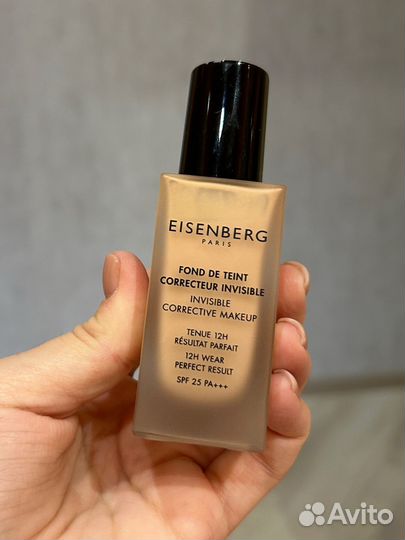 EISENBERG
PARIS
FOND DE TEINT
CORRECTEUR INVISIBLE
INVISIBLE
CORRECTIVE MAKEUP
TENUE 12H
RÉSULTAT PARFAIT
12H WEAR
PERFECT RESULT
SPF 25 PA+++
Avito